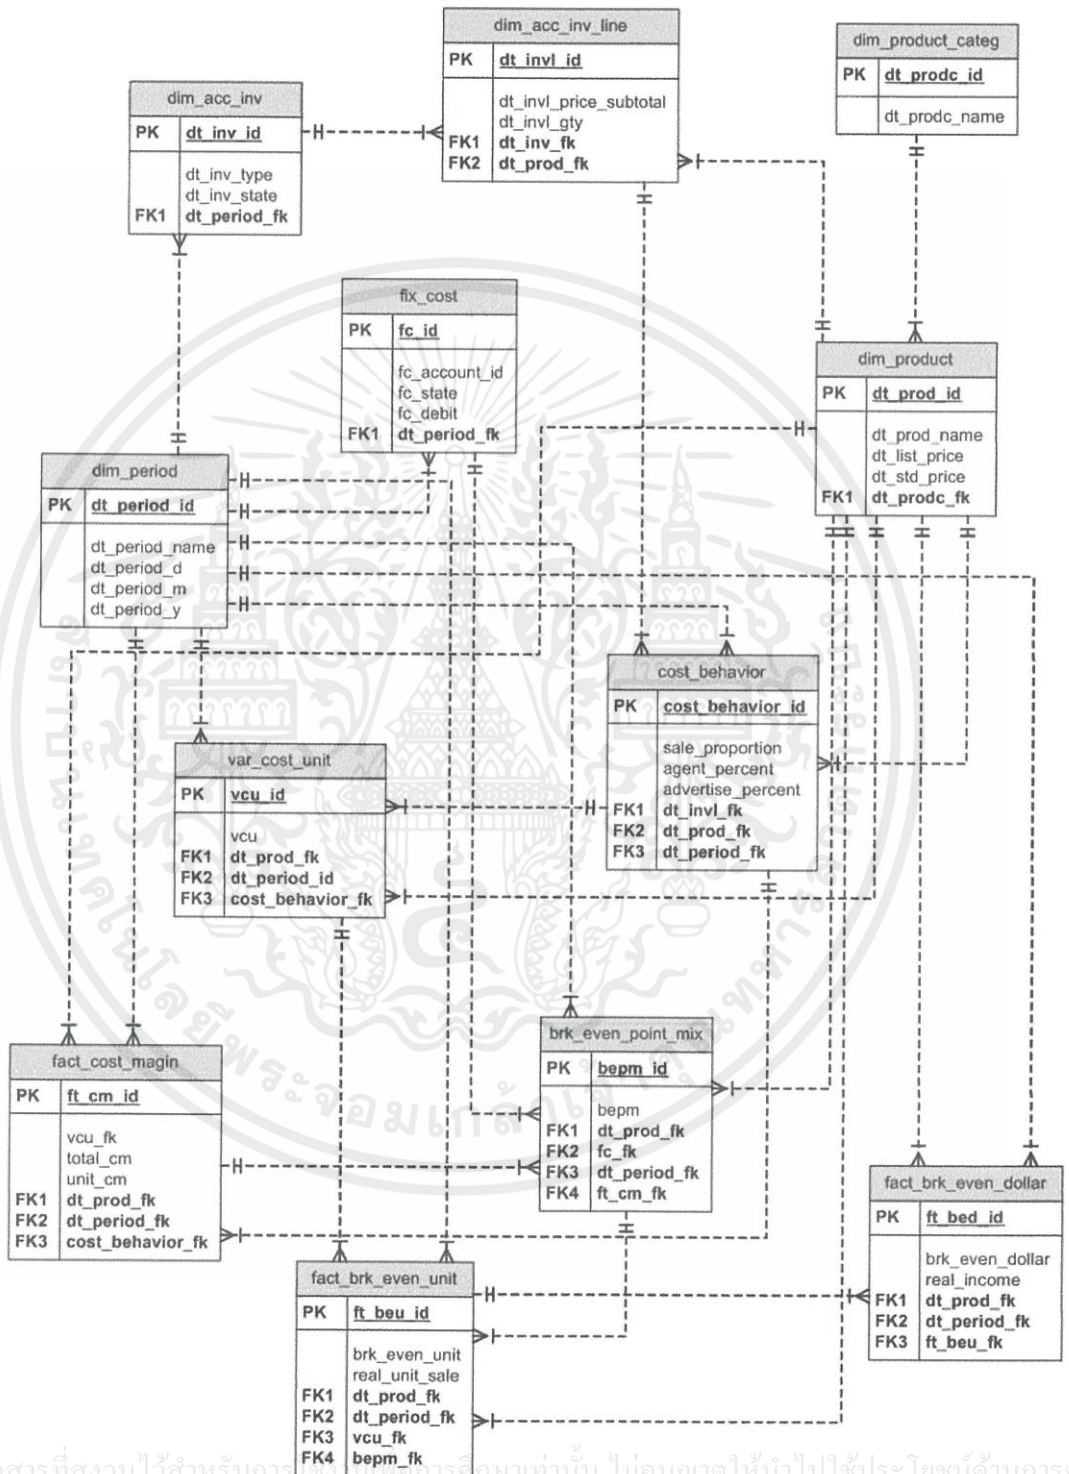 dim_acc_inv_line
PK dt_invl_id
dt_invl_price_subtotal
dt_invl_gty
FK1 dt_inv_fk
FK2 dt_prod_fk
dim_product_categ
PK dt_prodc_id
dt_prodc_name
dim_acc_inv
PK dt_inv_id
dt_inv_type
dt_inv_state
FK1 dt_period_fk
fix_cost
PK fc_id
fc_account_id
fc_state
fc_debit
FK1 dt_period_fk
dim_product
PK dt_prod_id
dt_prod_name
dt_list_price
dt_std_price
FK1 dt_prodc_fk
dim_period
PK dt_period_id
dt_period_name
dt_period_d
dt_period_m
dt_period_y
cost_behavior
PK cost_behavior_id
sale_proportion
agent_percent
advertise_percent
FK1 dt_invl_fk
FK2 dt_prod_fk
FK3 dt_period_fk
var_cost_unit
PK vcu_id
vcu
FK1 dt_prod_fk
FK2 dt_period_id
FK3 cost_behavior_fk
brk_even_point_mix
PK bepm_id
bepm
FK1 dt_prod_fk
FK2 fc_fk
FK3 dt_period_fk
FK4 ft_cm_fk
fact_cost_magin
PK ft_cm_id
vcu_fk
total_cm
unit_cm
FK1 dt_prod_fk
FK2 dt_period_fk
FK3 cost_behavior_fk
fact_brk_even_dollar
PK ft_bed_id
brk_even_dollar
real_income
FK1 dt_prod_fk
FK2 dt_period_fk
FK3 ft_beu_fk
fact_brk_even_unit
PK ft_beu_id
brk_even_unit
real_unit_sale
FK1 dt_prod_fk
FK2 dt_period_fk
FK3 vcu_fk
FK4 bepm_fk